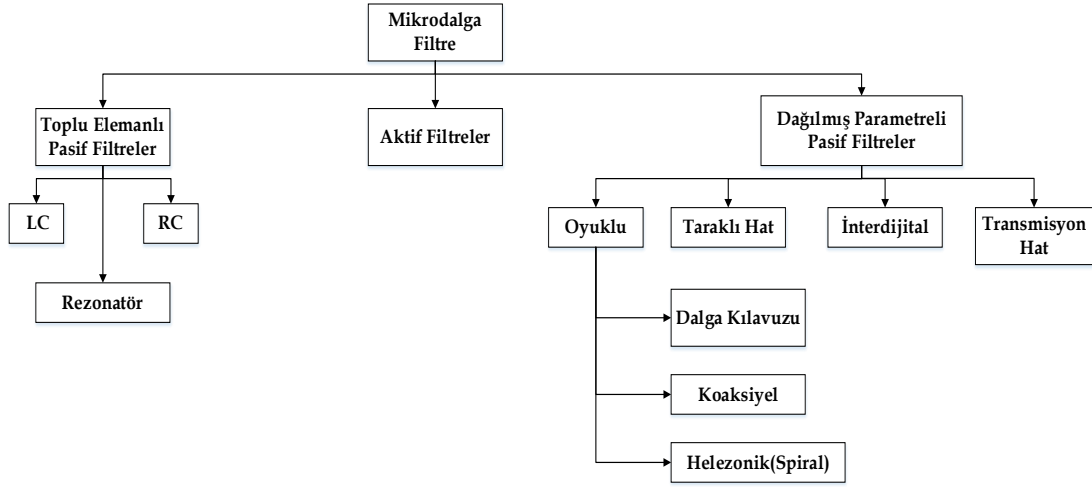 Mikrodalga
Filtre
Toplu Elemanlı
Pasif Filtreler
Aktif Filtreler
Dağılmış Parametreli
Pasif Filtreler
LC
RC
Rezonatör
Oyuklu
Taraklı Hat
İnterdijital
Transmisyon
Hat
Dalga Kılavuzu
Koaksiyel
Helezonik(Spiral)